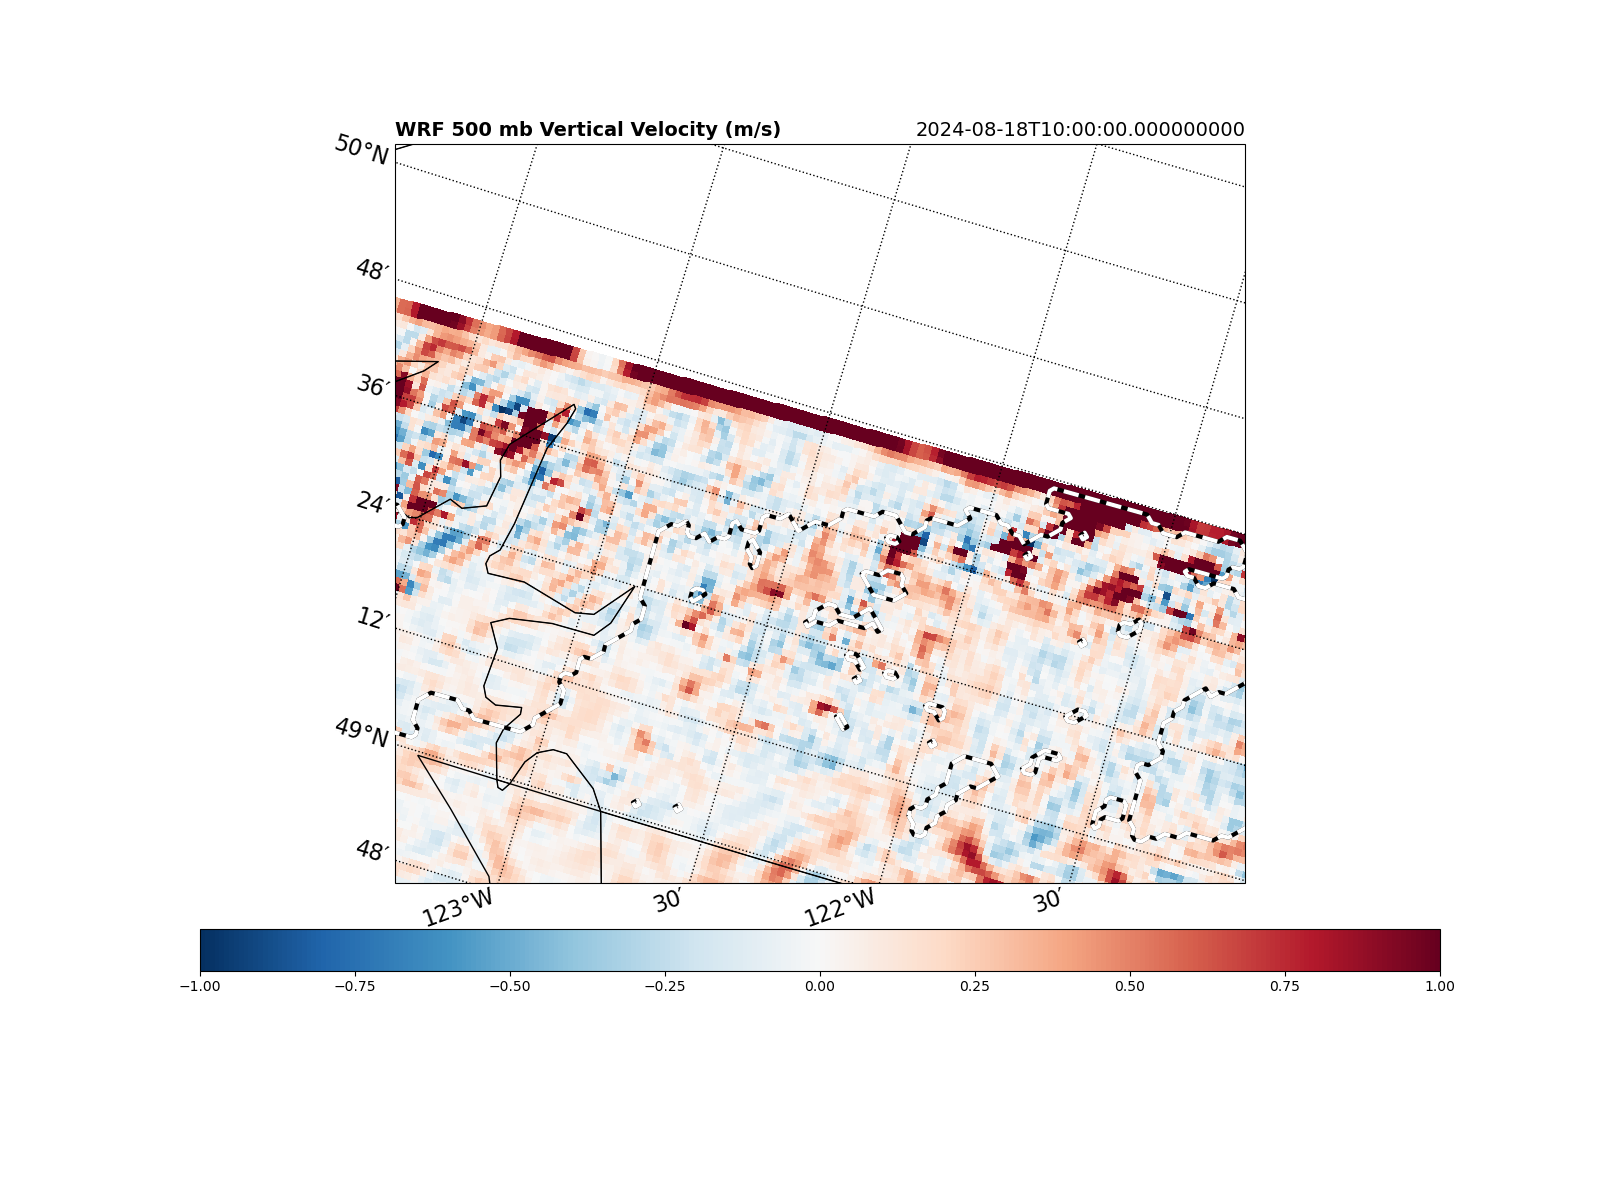 WRF 500 mb Vertical Velocity (m/s) 2024-08-18T10:00:00.000000000
50°N
48′
36′
24′
12′
49°N
48′
123°W 30′ 122°W 30′
−1.00 −0.75 −0.50 −0.25 0.00 0.25 0.50 0.75 1.00